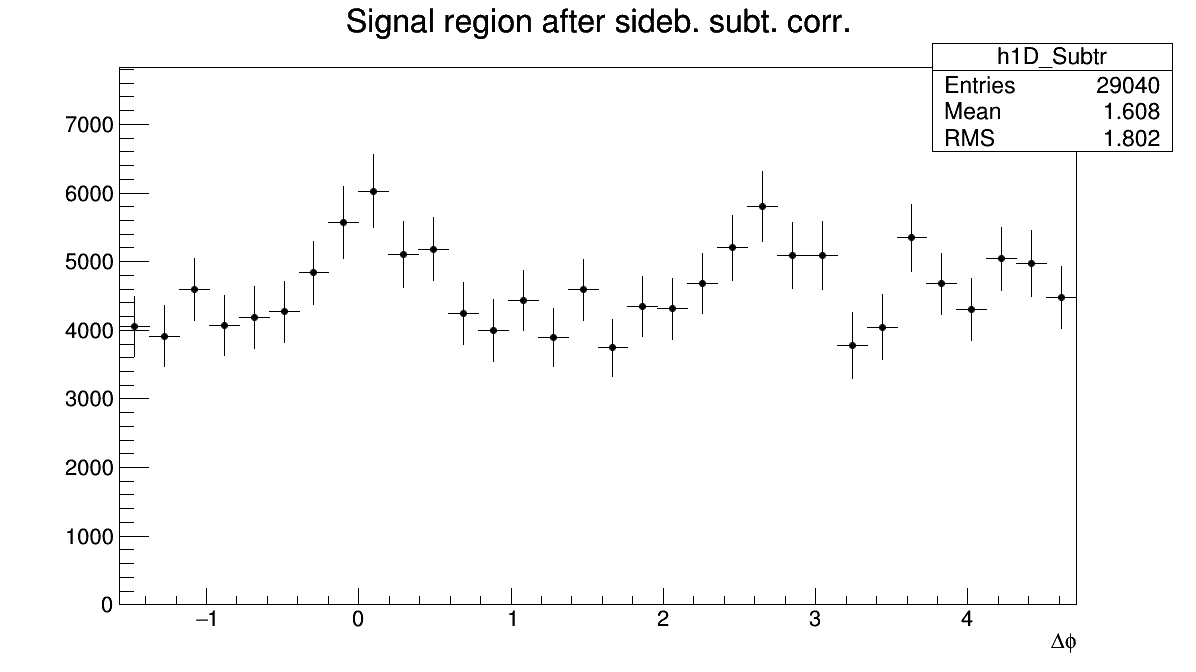 Signal region after sideb. subt. corr.
h1D_Subtr
Entries 29040
Mean 1.608
RMS 1.802
7000
6000
5000
4000
3000
2000
1000
0
−1 0 1 2 3 4
Δϕ